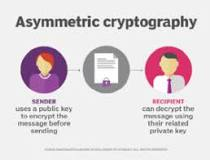 Asymmetric cryptography
SENDER
uses a public key
to encrypt the
message before
sending
RECIPIENT
can decrypt the
message using
their related
private key